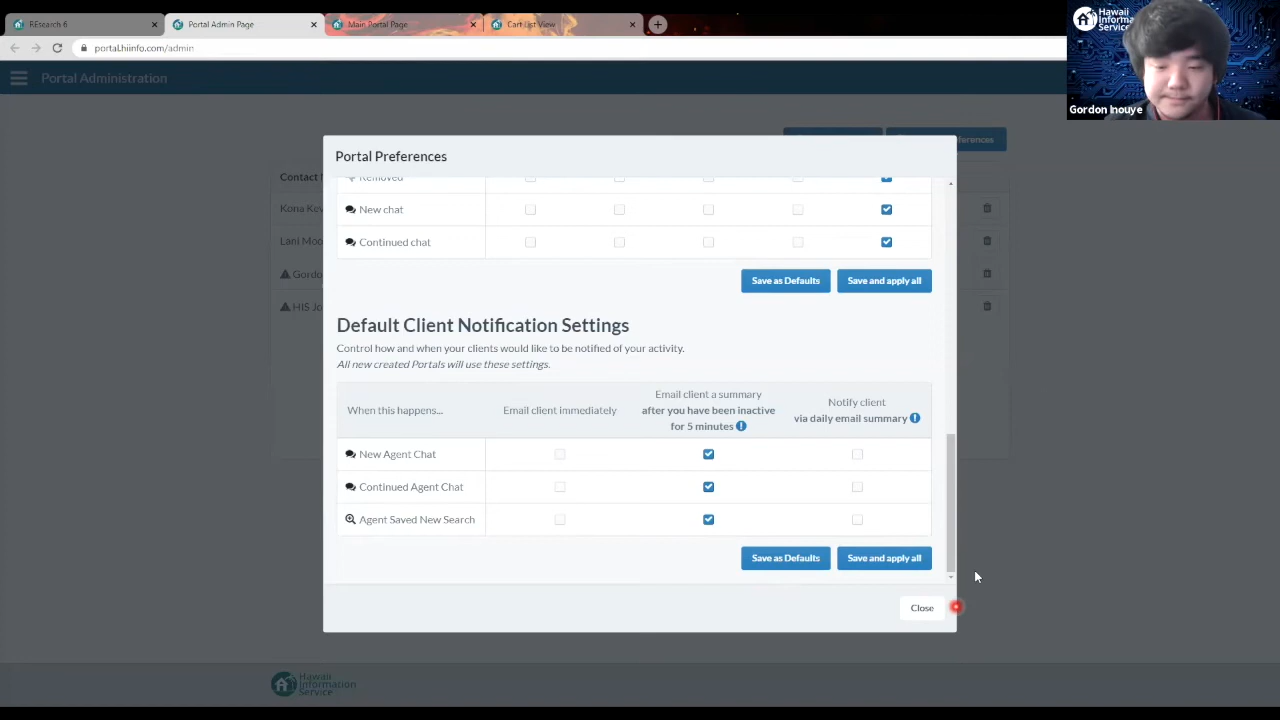 REsearch 6
Portal Admin Page
Main Portal Page
Cart List View
portal.hiinfo.com/admin
Portal Administration
Hawaii
Information
Service
Gordon Inouye
Portal Preferences
Contact
Kona Kev
Lani Moo
Gordo
HIS Jo
Removed
New chat
Continued chat
Save as Defaults
Save and apply all
Default Client Notification Settings
Control how and when your clients would like to be notified of your activity.
All new created Portals will use these settings.
When this happens...
Email client immediately
Email client a summary
after you have been inactive
for 5 minutes
Notify client
via daily email summary
New Agent Chat
Continued Agent Chat
Agent Saved New Search
Save as Defaults
Save and apply all
Close
Hawaii
Information
Service